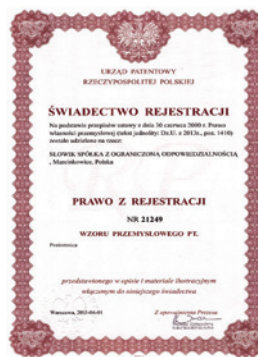 URZĄD PATENTOWY
RZECZYPOSPOLITEJ POLSKIEJ
ŚWIADECTWO REJESTRACJI
Na podstawie przepisów ustawy z dnia 30 czerwca 2000 r. Prawo
własności przemysłowej (tekst jednolity: Dz.U. z 2013r., poz. 1410)
zostało udzielone na rzecz:
SŁOWIK SPÓŁKA Z OGRANICZONĄ ODPOWIEDZIALNOŚCIĄ
, Marcinkowice, Polska
PRAWO Z REJESTRACJI
NR 21249
WZORU PRZEMYSŁOWEGO PT.
przedstawionego w opisie i materiale ilustracyjnym
włączonym do niniejszego świadectwa
Warszawa,
Z upoważnienia Prezesa